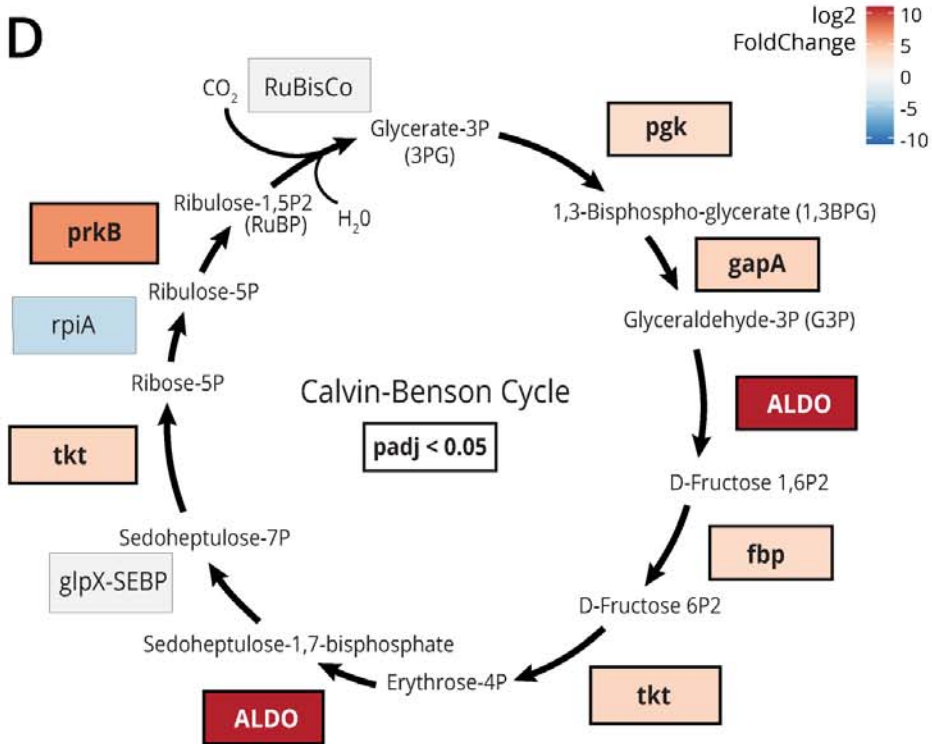 D
log2
FoldChange
10
5
0
-5
-10
CO2
RuBisCo
Glycerate-3P
(3PG)
pgk
Ribulose-1,5P2
(RuBP)
H20
1,3-Bisphospho-glycerate (1,3BPG)
prkB
gapA
Ribulose-5P
rpiA
Glyceraldehyde-3P (G3P)
Ribose-5P
Calvin-Benson Cycle
ALDO
padj < 0.05
tkt
D-Fructose 1,6P2
Sedoheptulose-7P
fbp
glpX-SEBP
D-Fructose 6P2
Sedoheptulose-1,7-bisphosphate
Erythrose-4P
tkt
ALDO